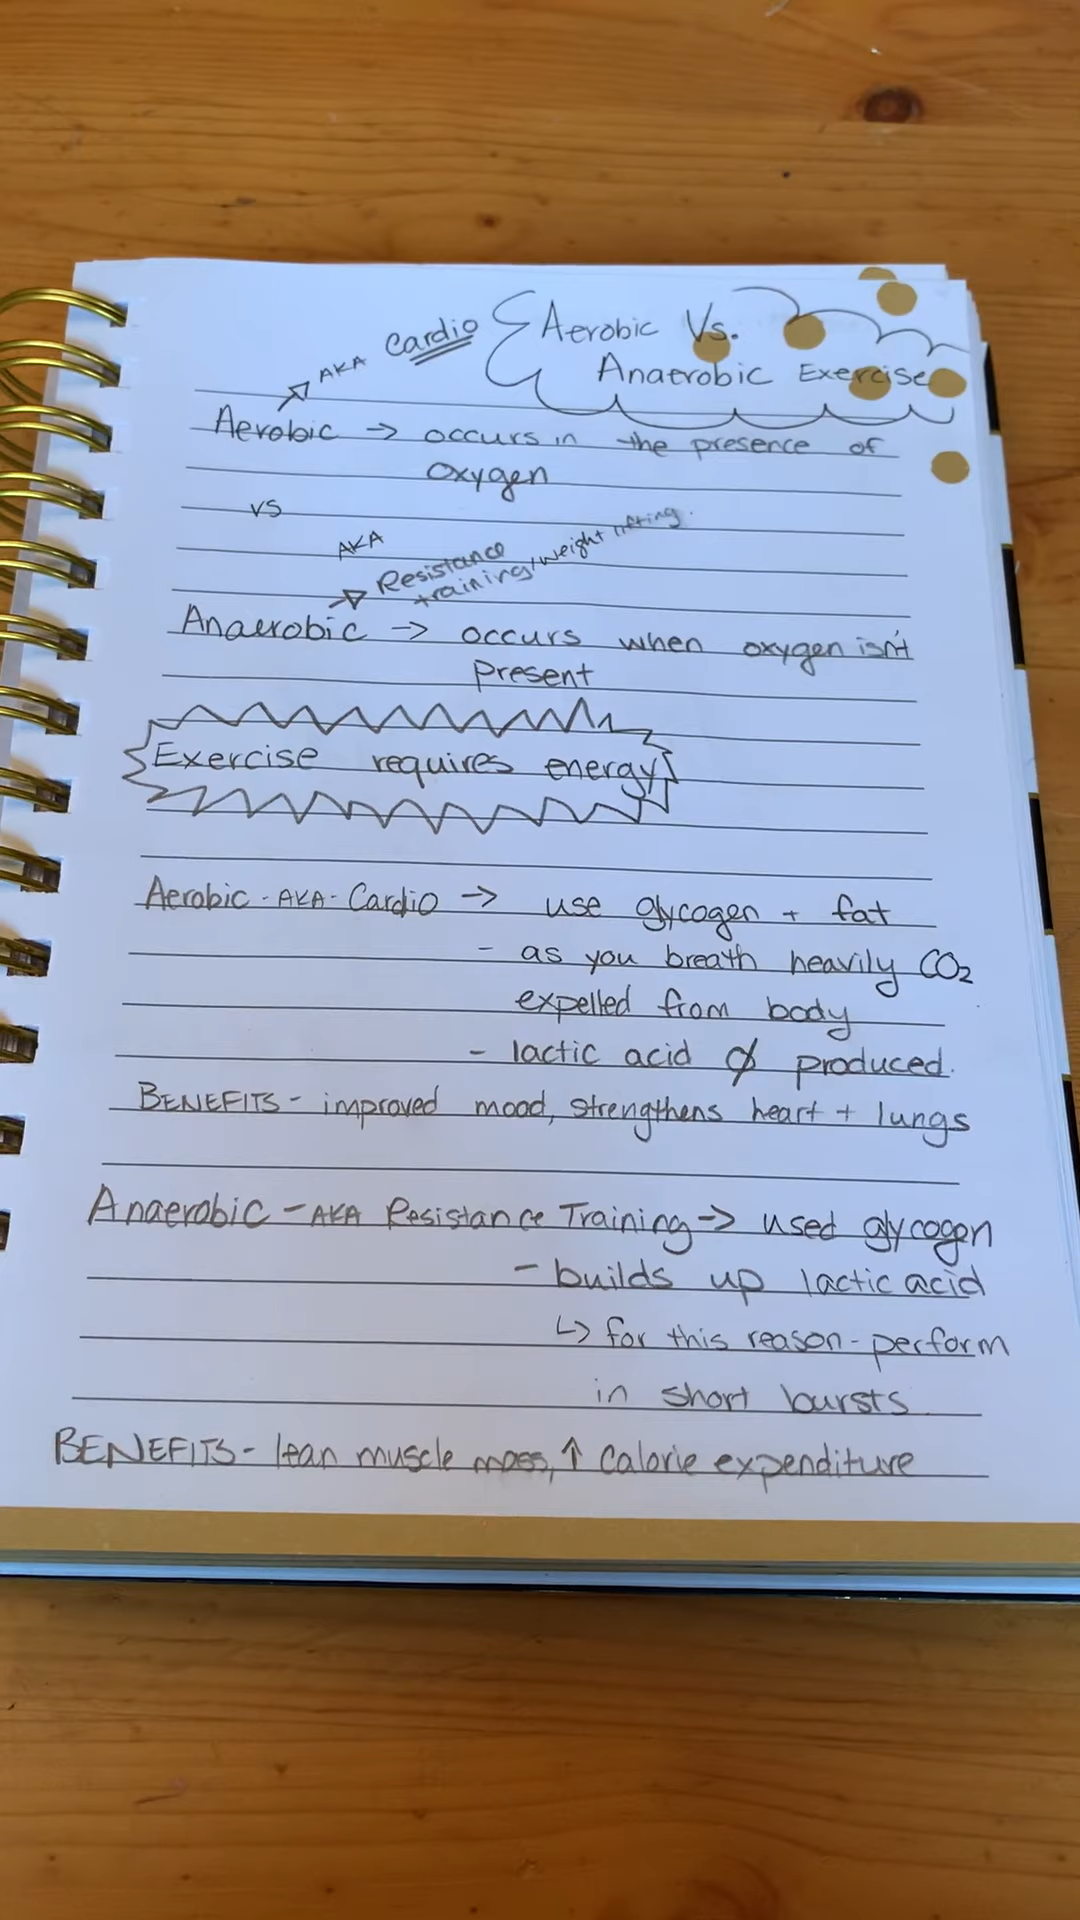 Aerobic Vs.
Anaerobic Exercise
AKA Cardio
Aerobic → occurs in the presence of
oxygen
vs
AKA
Resistance
training/weight lifting.
Anaerobic → occurs when oxygen isn't
present
Exercise requires energy
Aerobic - AKA - Cardio → use glycogen + fat
- as you breath heavily CO2
expelled from body
- lactic acid ∅ produced.
BENEFITS - improved mood, strengthens heart + lungs
Anaerobic - AKA Resistance Training → used glycogen
- builds up lactic acid
↳ for this reason - perform
in short bursts
BENEFITS - lean muscle mass, ↑ calorie expenditure